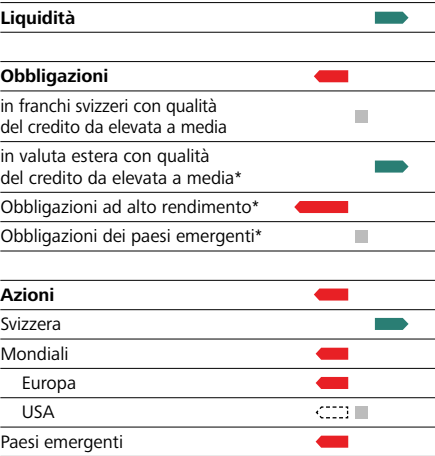 Liquidità
Obbligazioni
in franchi svizzeri con qualità
del credito da elevata a media
in valuta estera con qualità
del credito da elevata a media*
Obbligazioni ad alto rendimento*
Obbligazioni dei paesi emergenti*
Azioni
Svizzera
Mondiali
Europa
USA
Paesi emergenti